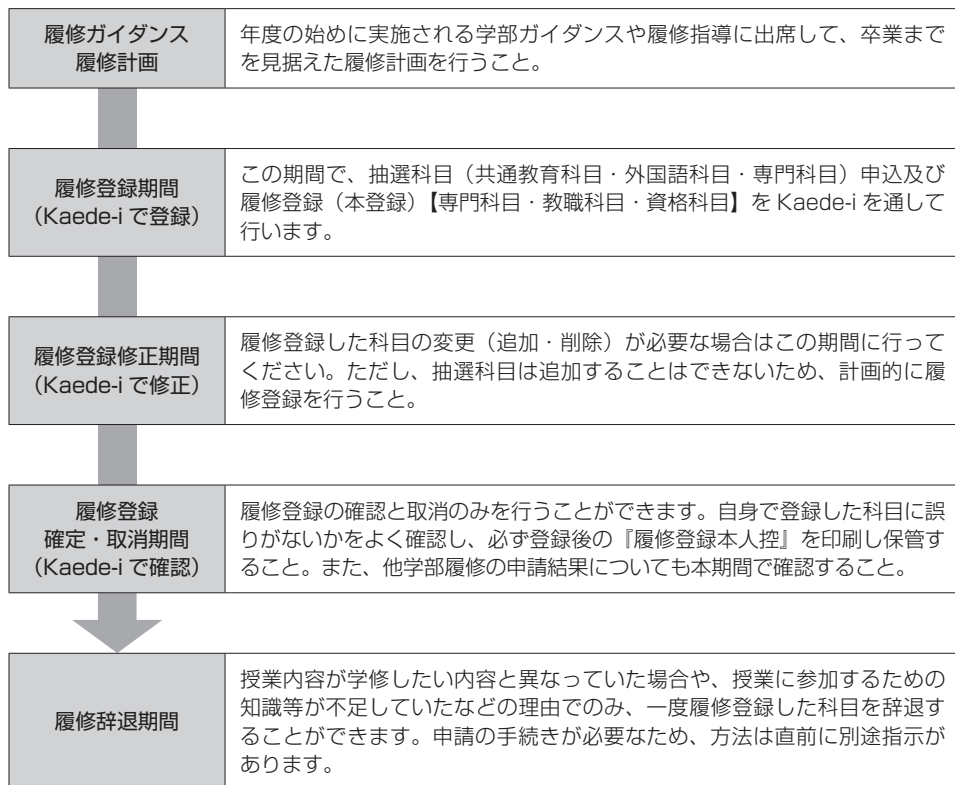 履修ガイダンス
履修計画
年度の始めに実施される学部ガイダンスや履修指導に出席して、卒業まで
を見据えた履修計画を行うこと。
履修登録期間
（Kaede-i で登録）
この期間で、抽選科目（共通教育科目・外国語科目・専門科目）申込及び
履修登録（本登録）【専門科目・教職科目・資格科目】を Kaede-i を通して
行います。
履修登録修正期間
（Kaede-i で修正）
履修登録した科目の変更（追加・削除）が必要な場合はこの期間に行って
ください。ただし、抽選科目は追加することはできないため、計画的に履
修登録を行うこと。
履修登録
確定・取消期間
（Kaede-i で確認）
履修登録の確認と取消のみを行うことができます。自身で登録した科目に誤
りがないかをよく確認し、必ず登録後の『履修登録本人控』を印刷し保管す
ること。また、他学部履修の申請結果についても本期間で確認すること。
履修辞退期間
授業内容が学修したい内容と異なっていた場合や、授業に参加するための
知識等が不足していたなどの理由でのみ、一度履修登録した科目を辞退す
ることができます。申請の手続きが必要なため、方法は直前に別途指示が
あります。